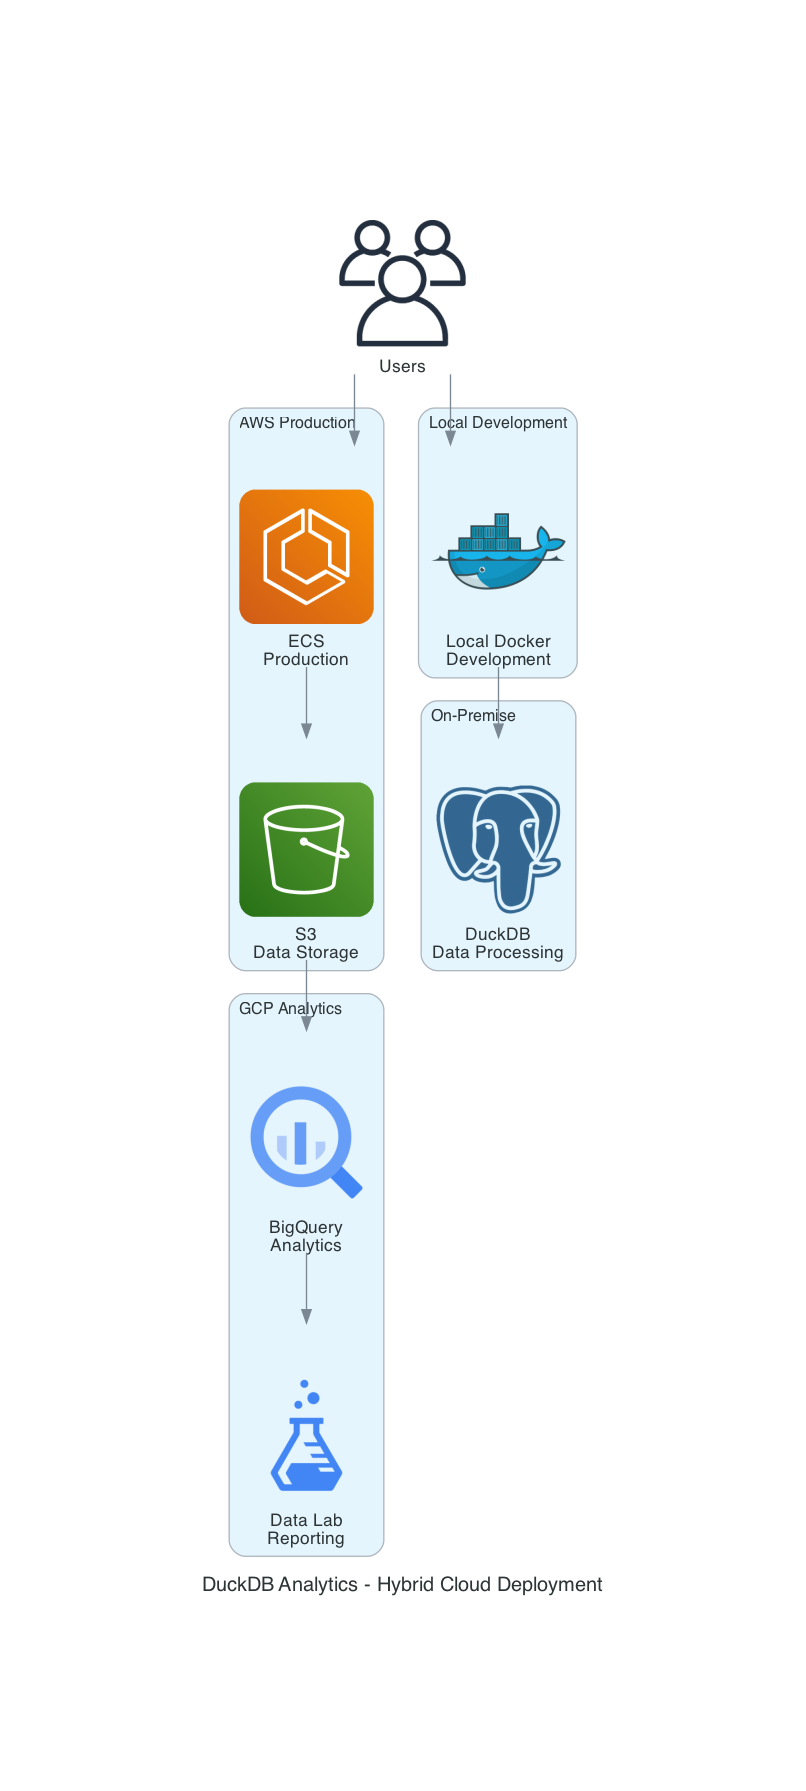 Users
AWS Production
Local Development
ECS
Production
Local Docker
Development
On-Premise
S3
Data Storage
DuckDB
Data Processing
GCP Analytics
BigQuery
Analytics
Data Lab
Reporting
DuckDB Analytics - Hybrid Cloud Deployment